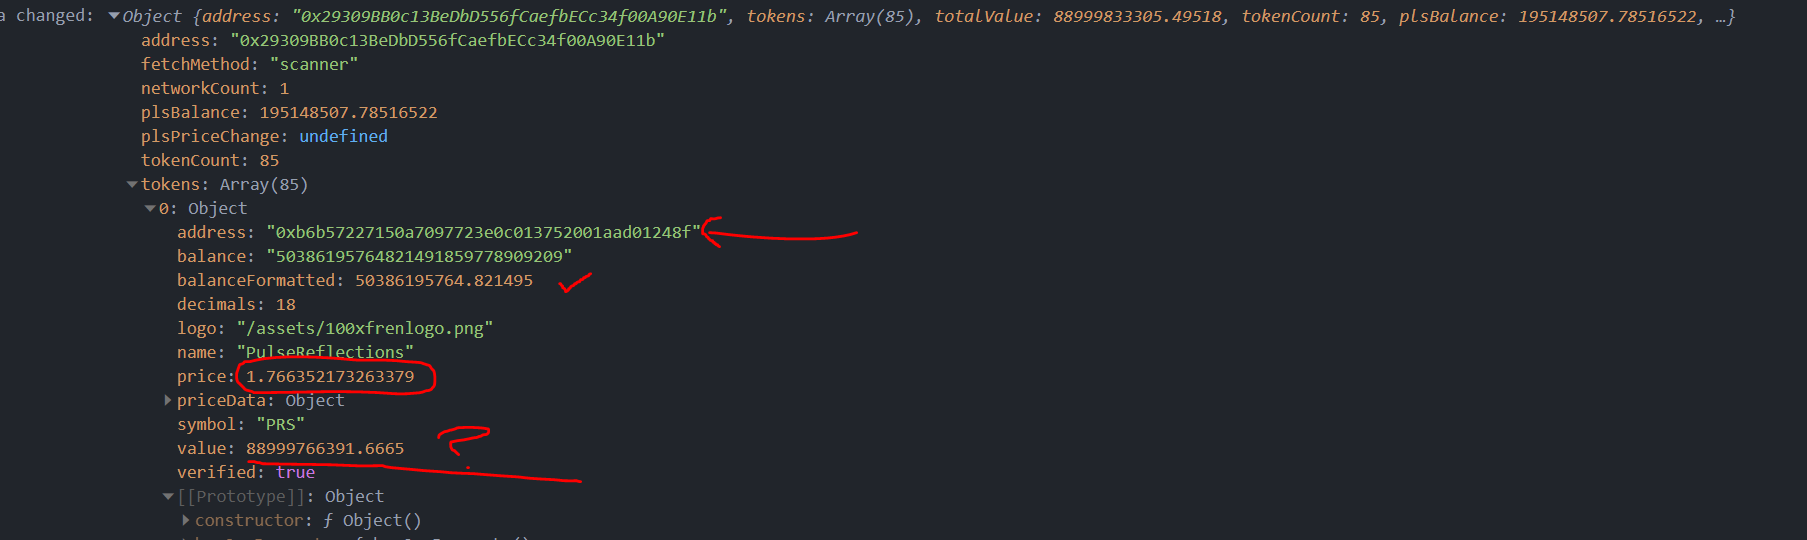 a changed: ▼Object {address: "0x29309BB0c13BeDbD556fCaefbECc34f00A90E11b", tokens: Array(85), totalValue: 88999833305.49518, tokenCount: 85, plsBalance: 195148507.78516522, …}
address: "0x29309BB0c13BeDbD556fCaefbECc34f00A90E11b"
fetchMethod: "scanner"
networkCount: 1
plsBalance: 195148507.78516522
plsPriceChange: undefined
tokenCount: 85
▼tokens: Array(85)
▼0: Object
address: "0xb6b57227150a7097723e0c013752001aad01248f"
balance: "50386195764821491859778909209"
balanceFormatted: 50386195764.821495
decimals: 18
logo: "/assets/100xfrenlogo.png"
name: "PulseReflections"
price: 1.766352173263379
▶priceData: Object
symbol: "PRS"
value: 88999766391.6665 ?
verified: true
▼[[Prototype]]: Object
▶constructor: ƒ Object()